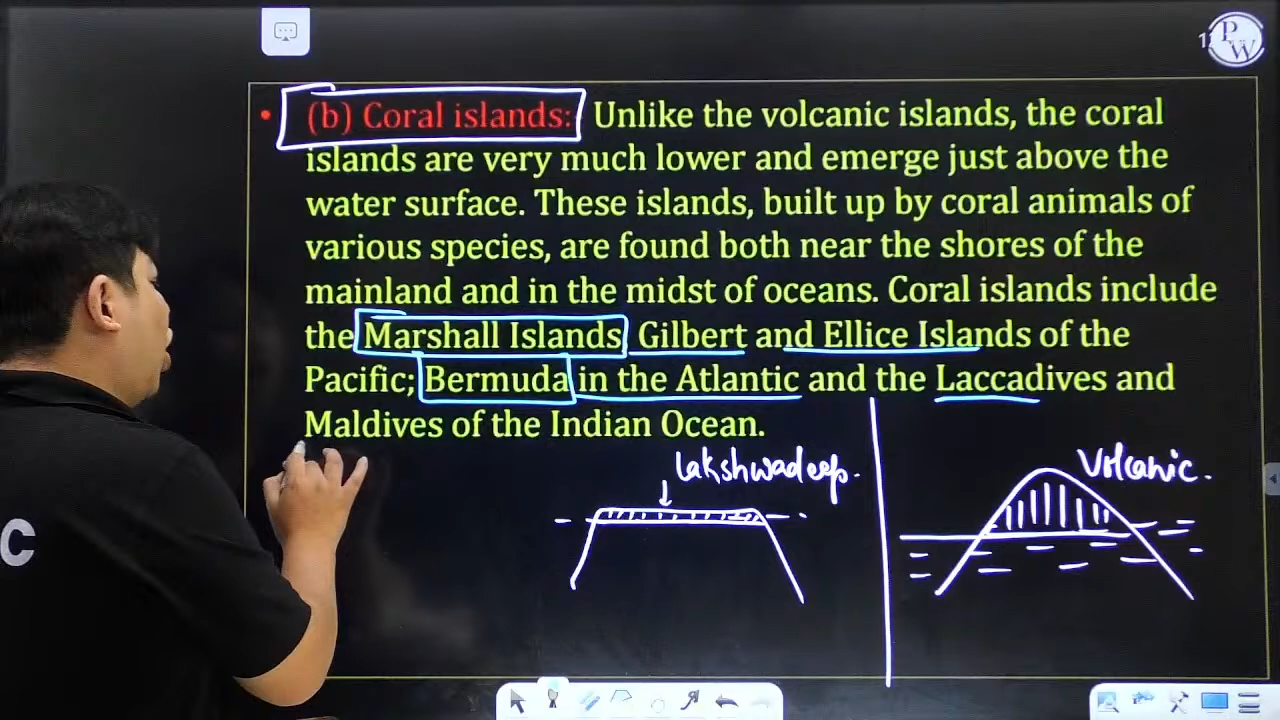 P
W
• (b) Coral islands: Unlike the volcanic islands, the coral
islands are very much lower and emerge just above the
water surface. These islands, built up by coral animals of
various species, are found both near the shores of the
mainland and in the midst of oceans. Coral islands include
the Marshall Islands Gilbert and Ellice Islands of the
Pacific; Bermuda in the Atlantic and the Laccadives and
Maldives of the Indian Ocean.
Lakshwadeep.
Volcanic.
C